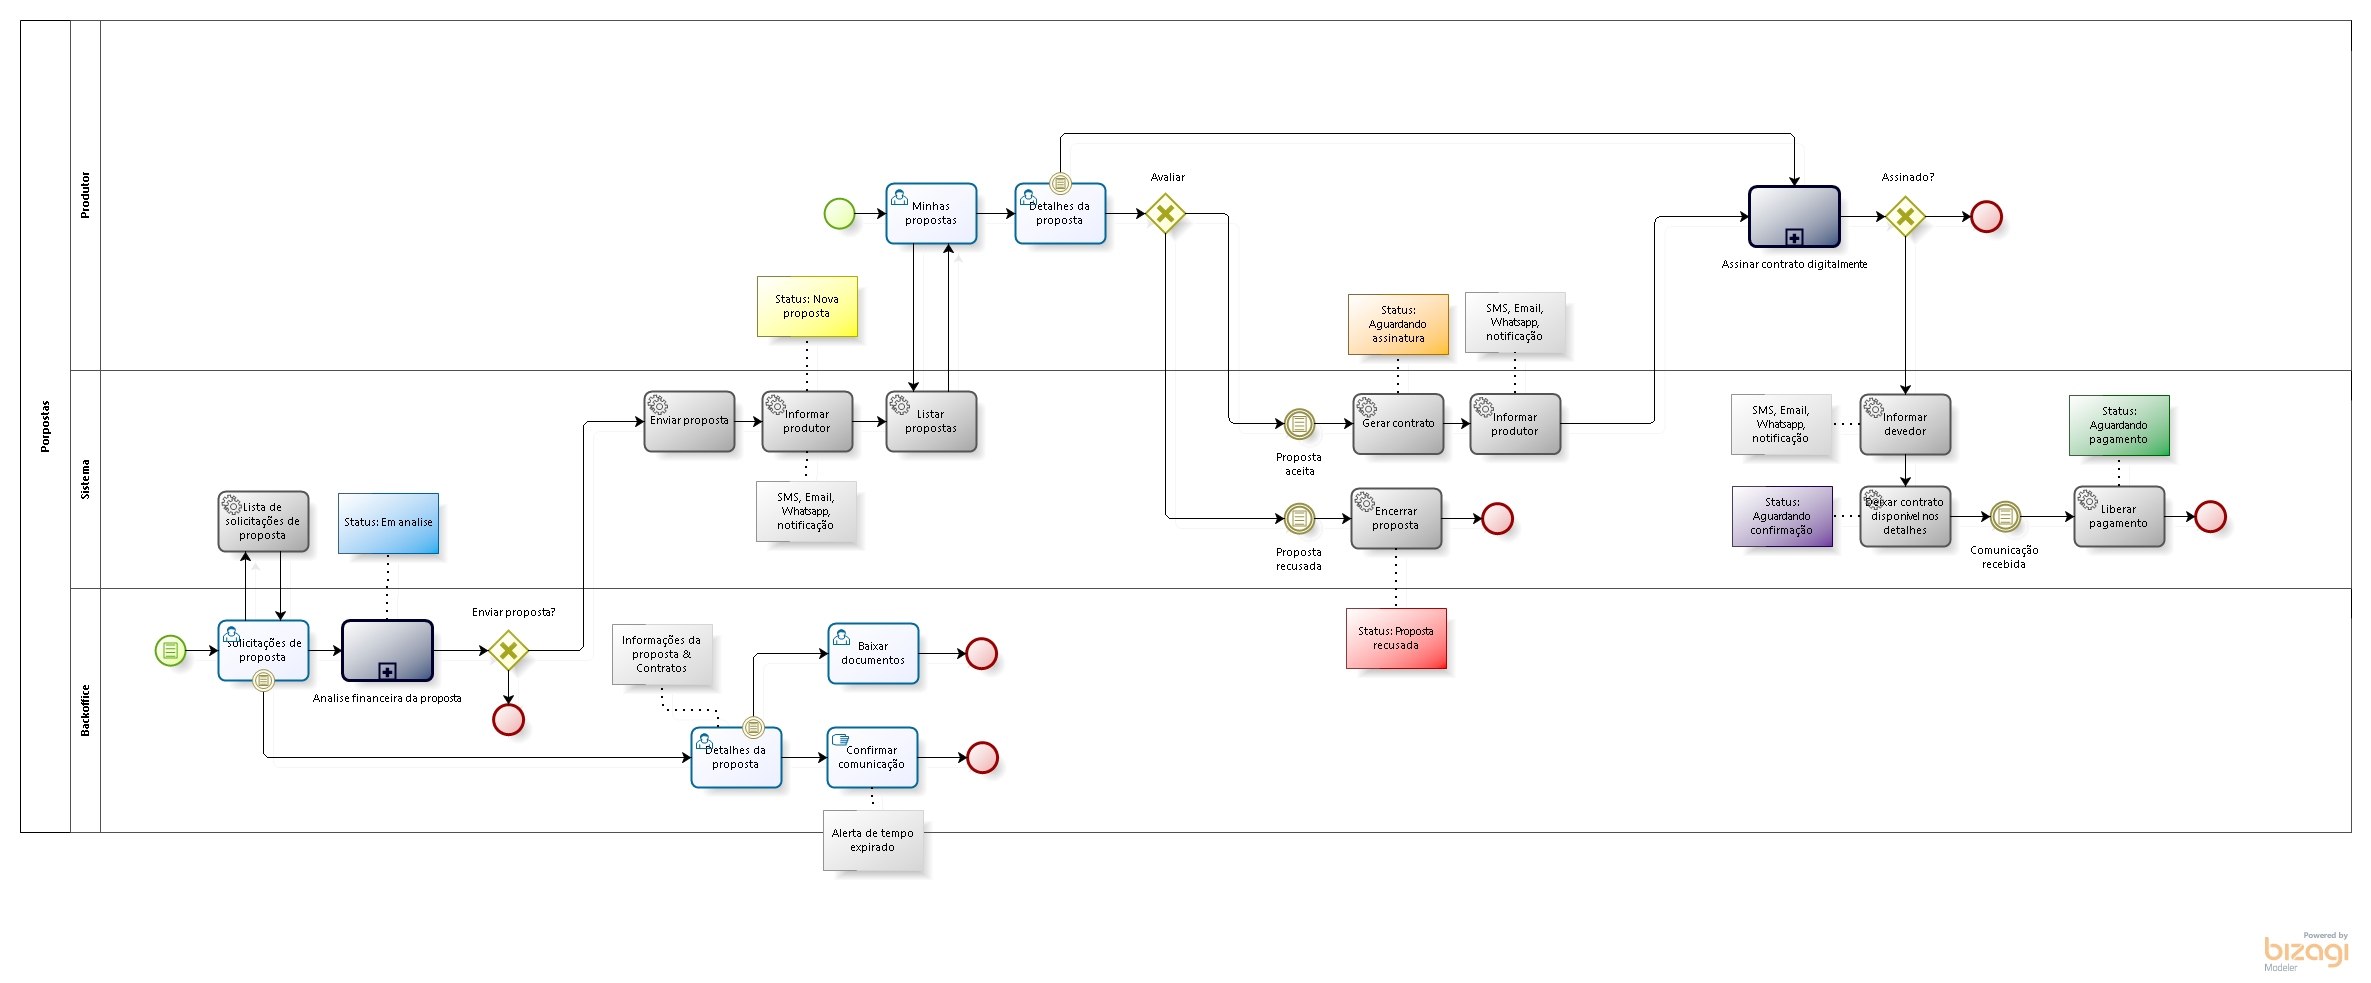 Porpostas
Produtor
Sistema
Backoffice
Avaliar
Assinado?
Minhas
propostas
Detalhes da
proposta
Assinar contrato digitalmente
Status: Nova
proposta
Status:
Aguardando
assinatura
SMS, Email,
Whatsapp,
notificação
Enviar proposta
Informar
produtor
Listar
propostas
SMS, Email,
Whatsapp,
notificação
Proposta
aceita
Gerar contrato
Informar
produtor
SMS, Email,
Whatsapp,
notificação
Informar
devedor
Status:
Aguardando
pagamento
Lista de
solicitações de
proposta
Status: Em analise
Proposta
recusada
Encerrar
proposta
Status:
Aguardando
confirmação
Deixar contrato
disponivel nos
detalhes
Comunicação
recebida
Liberar
pagamento
Solicitações de
proposta
Analise financeira da proposta
Enviar proposta?
Informações da
proposta &
Contratos
Baixar
documentos
Status: Proposta
recusada
Detalhes da
proposta
Confirmar
comunicação
Alerta de tempo
expirado
Powered by
bizagi
Modeler